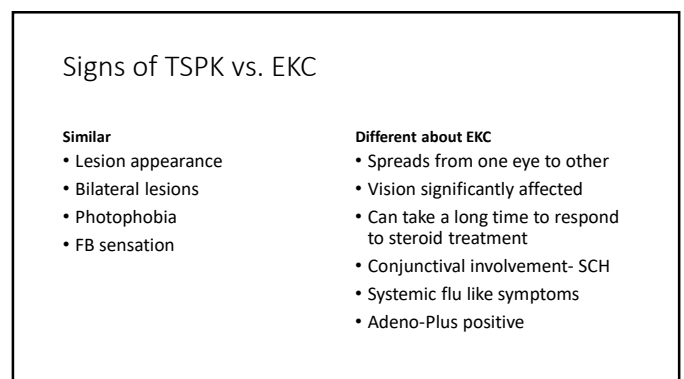 Signs of TSPK vs. EKC
Similar
• Lesion appearance
• Bilateral lesions
• Photophobia
• FB sensation
Different about EKC
• Spreads from one eye to other
• Vision significantly affected
• Can take a long time to respond
to steroid treatment
• Conjunctival involvement- SCH
• Systemic flu like symptoms
• Adeno-Plus positive